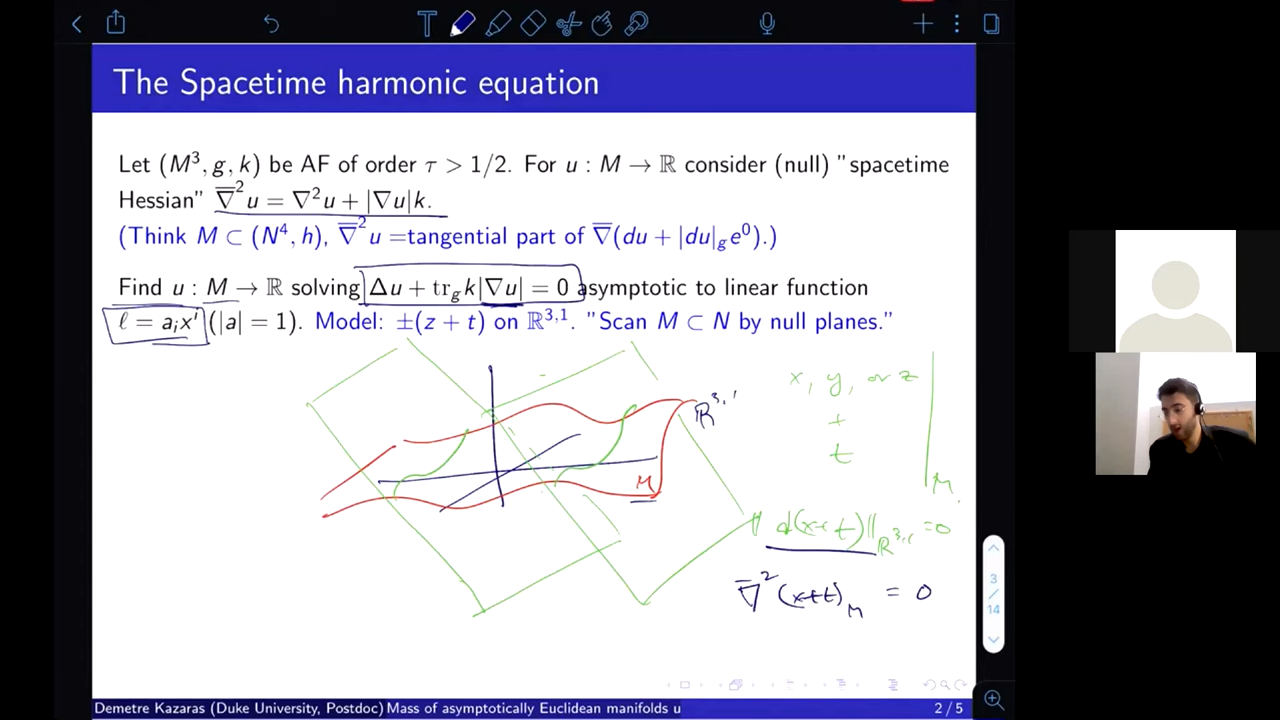 The Spacetime harmonic equation
Let (M³, g, k) be AF of order τ > 1/2. For u : M → ℝ consider (null) "spacetime
Hessian" ∇̅²u = ∇²u + |∇u|k.
(Think M ⊂ (N⁴, h), ∇̅²u =tangential part of ∇̅(du + |du|_g e⁰).)
Find u : M → ℝ solving Δu + tr_g k|∇u| = 0 asymptotic to linear function
ℓ = a_i x^i (|a| = 1). Model: ±(z + t) on ℝ^{3,1}. "Scan M ⊂ N by null planes."
x, y, or z
+
t
M
ℝ^{3,1}
M
‖d(x+t)‖_{ℝ^{3,1}} = 0
∇̅²(x+t)_M = 0
3
/
14
Demetre Kazaras (Duke University, Postdoc) Mass of asymptotically Euclidean manifolds u
2 / 5